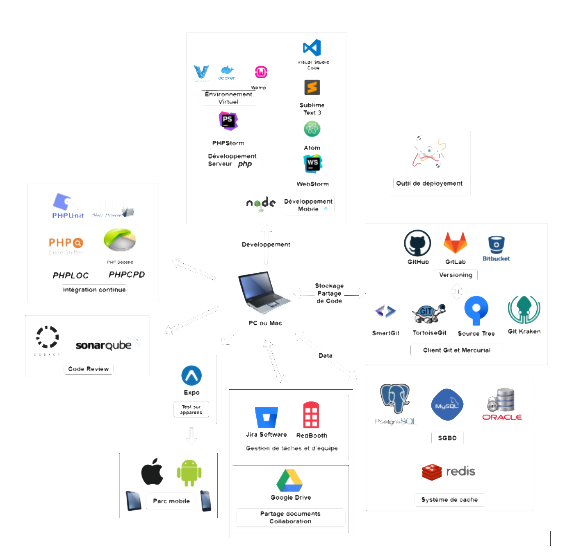 Visual Studio
Code
Environnement
Virtuel
Sublime
Text 3
PS
PHPStorm
Atom
WS
WebStorm
Développement
Serveur php
node
Développement
Mobile
Outil de déployement
PHPUnit
PHP
PHPLOC PHPCPD
Intégration continue
Développement
PC ou Mac
Stockage
Partage
de Code
GitHub
GitLab
Bitbucket
Versioning
GIT
SmartGit
TortoiseGit
Source Tree
Git Kraken
Client Git et Mercurial
sonarqube
Code Review
Data
Expo
Test sur
appareils
Jira Software
RedBooth
Gestion de tâches et d'équipe
PostgreSQL
MySQL
ORACLE
SGBD
redis
Système de cache
Parc mobile
Google Drive
Partage documents
Collaboration